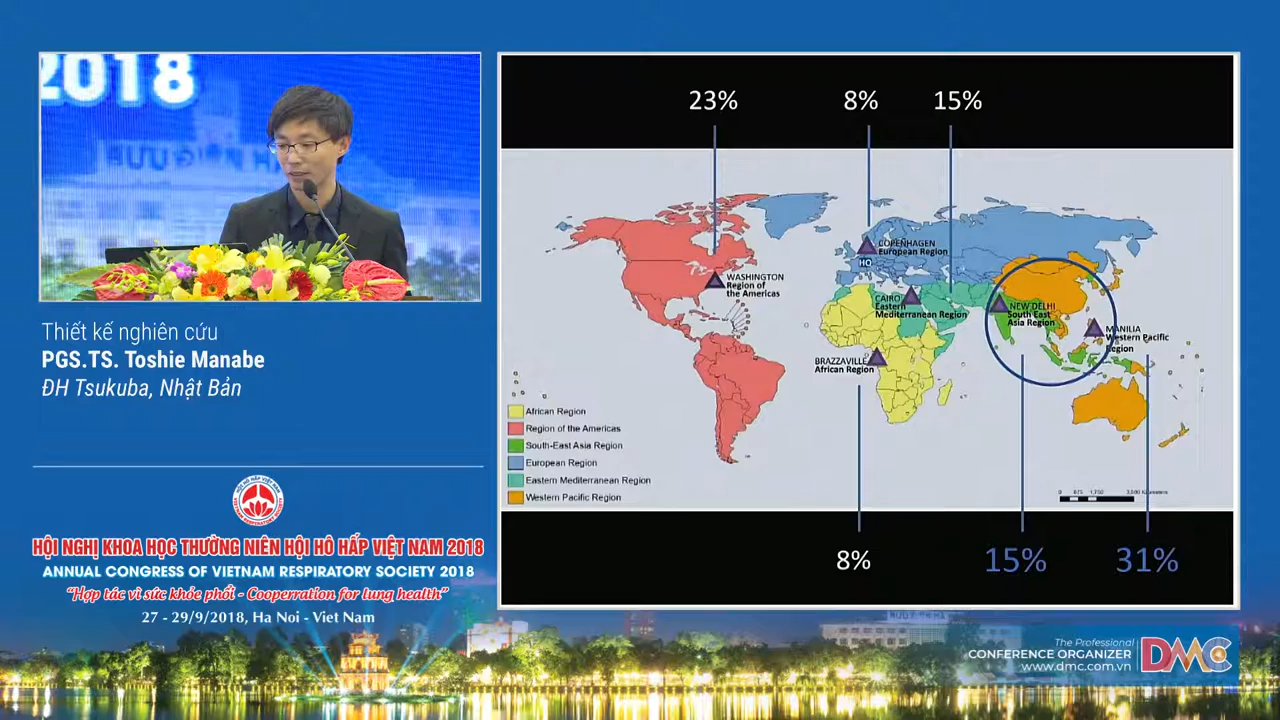 2018
23%
8%
15%
COPENHAGEN
European Region
HQ
WASHINGTON
Region of
the Americas
CAIRO
Eastern
Mediterranean Region
NEW DELHI
South East
Asia Region
MANILIA
Western Pacific
Region
BRAZZAVILLE
African Region
African Region
Region of the Americas
South-East Asia Region
European Region
Eastern Mediterranean Region
Western Pacific Region
8%
15%
31%
Thiết kế nghiên cứu
PGS.TS. Toshie Manabe
ĐH Tsukuba, Nhật Bản
HỘI NGHỊ KHOA HỌC THƯỜNG NIÊN HỘI HÔ HẤP VIỆT NAM 2018
ANNUAL CONGRESS OF VIETNAM RESPIRATORY SOCIETY 2018
"Hợp tác vì sức khỏe phổi - Cooperration for lung health"
27 - 29/9/2018, Ha Noi - Viet Nam
The Professional
CONFERENCE ORGANIZER
www.dmc.com.vn
DMC